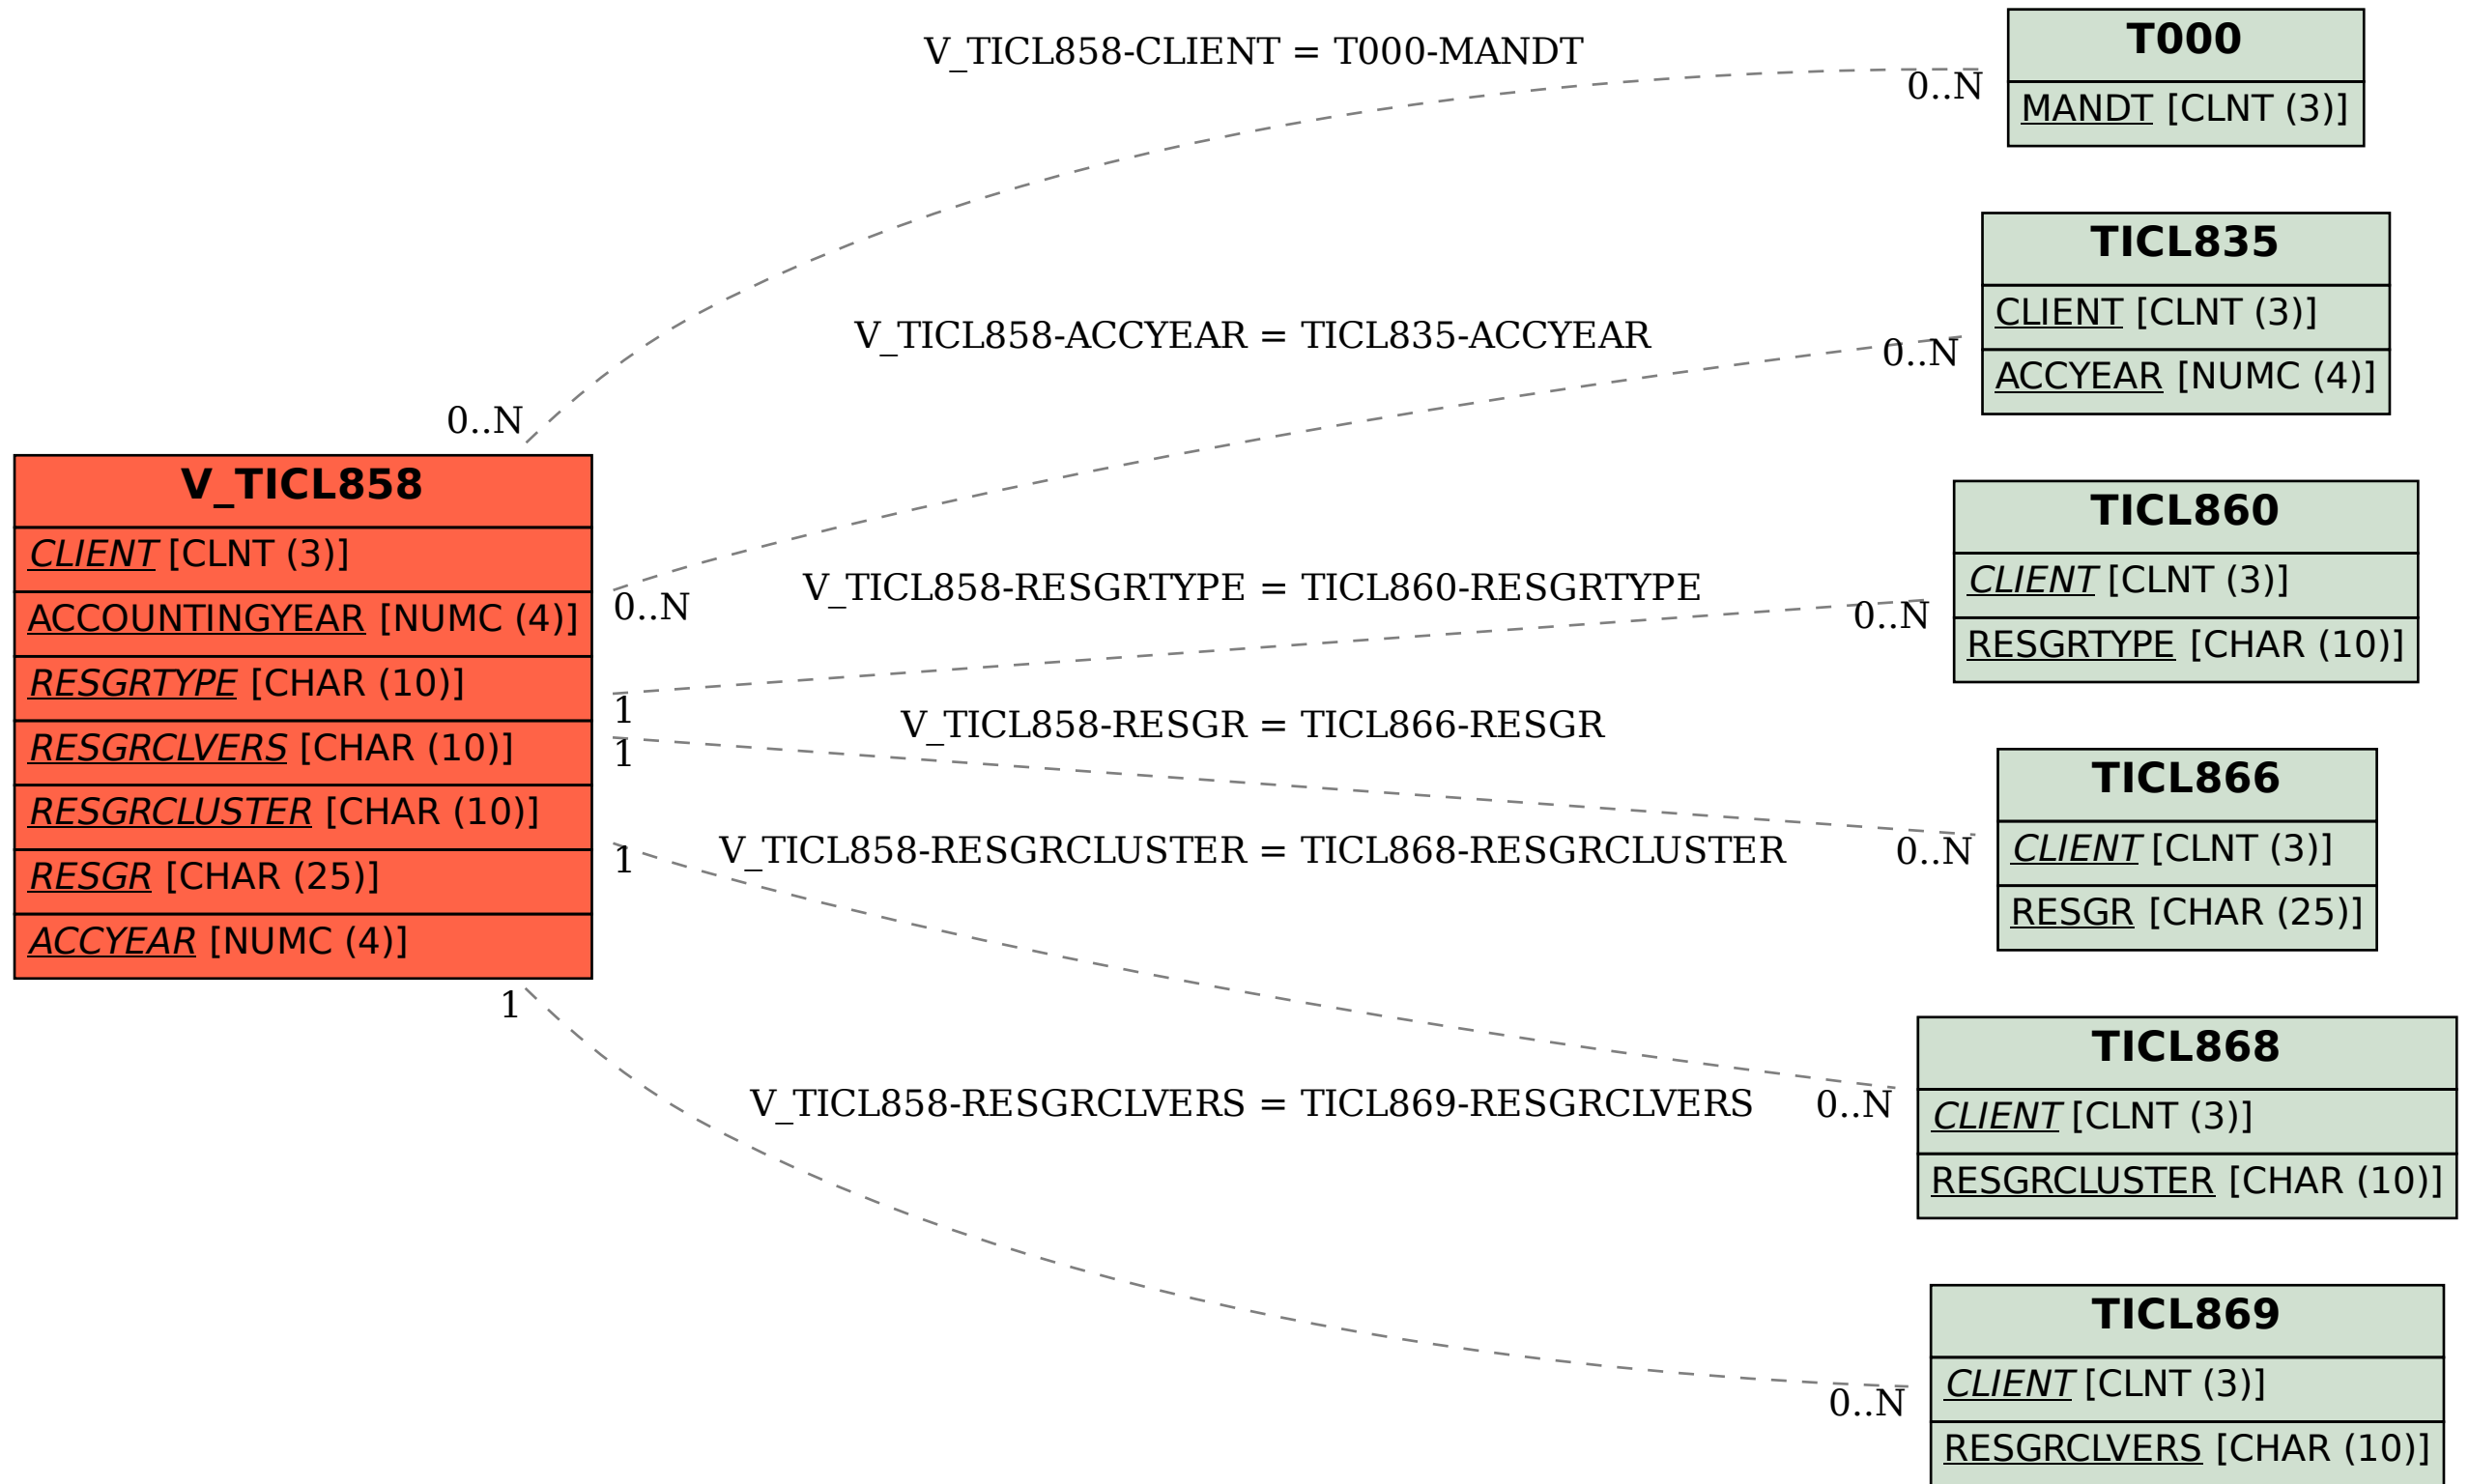 V_TICL858-CLIENT = T000-MANDT
0..N
0..N
T000
MANDT [CLNT (3)]
V_TICL858-ACCYEAR = TICL835-ACCYEAR
0..N
0..N
TICL835
CLIENT [CLNT (3)]
ACCYEAR [NUMC (4)]
V_TICL858
CLIENT [CLNT (3)]
ACCOUNTINGYEAR [NUMC (4)]
RESGRTYPE [CHAR (10)]
RESGRCLVERS [CHAR (10)]
RESGRCLUSTER [CHAR (10)]
RESGR [CHAR (25)]
ACCYEAR [NUMC (4)]
V_TICL858-RESGRTYPE = TICL860-RESGRTYPE
1
0..N
TICL860
CLIENT [CLNT (3)]
RESGRTYPE [CHAR (10)]
V_TICL858-RESGR = TICL866-RESGR
1
0..N
TICL866
CLIENT [CLNT (3)]
RESGR [CHAR (25)]
V_TICL858-RESGRCLUSTER = TICL868-RESGRCLUSTER
1
0..N
TICL868
CLIENT [CLNT (3)]
RESGRCLUSTER [CHAR (10)]
V_TICL858-RESGRCLVERS = TICL869-RESGRCLVERS
1
0..N
TICL869
CLIENT [CLNT (3)]
RESGRCLVERS [CHAR (10)]